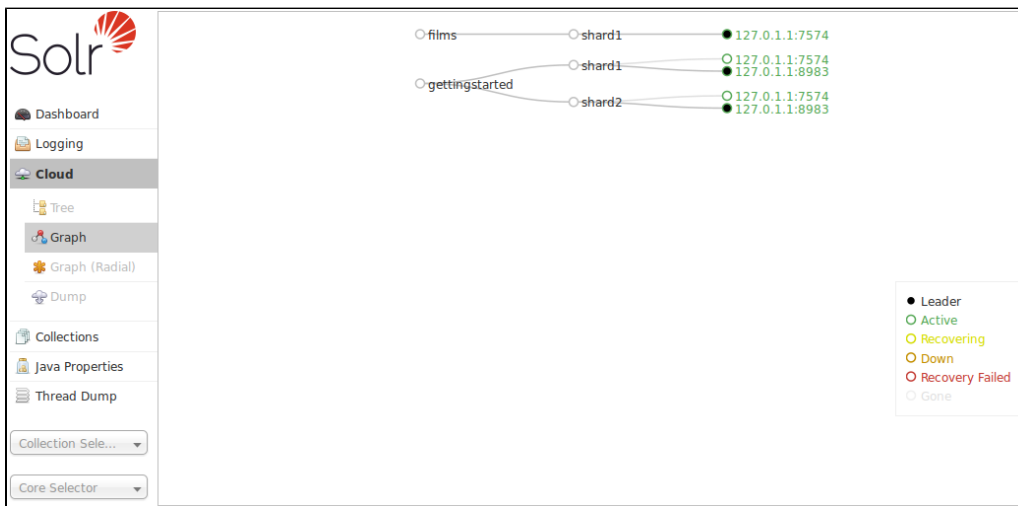 Solr
Dashboard
Logging
Cloud
Tree
Graph
Graph (Radial)
Dump
Collections
Java Properties
Thread Dump
Collection Sele...
Core Selector
films
shard1
127.0.1.1:7574
gettingstarted
shard1
127.0.1.1:7574
127.0.1.1:8983
shard2
127.0.1.1:7574
127.0.1.1:8983
Leader
Active
Recovering
Down
Recovery Failed
Gone